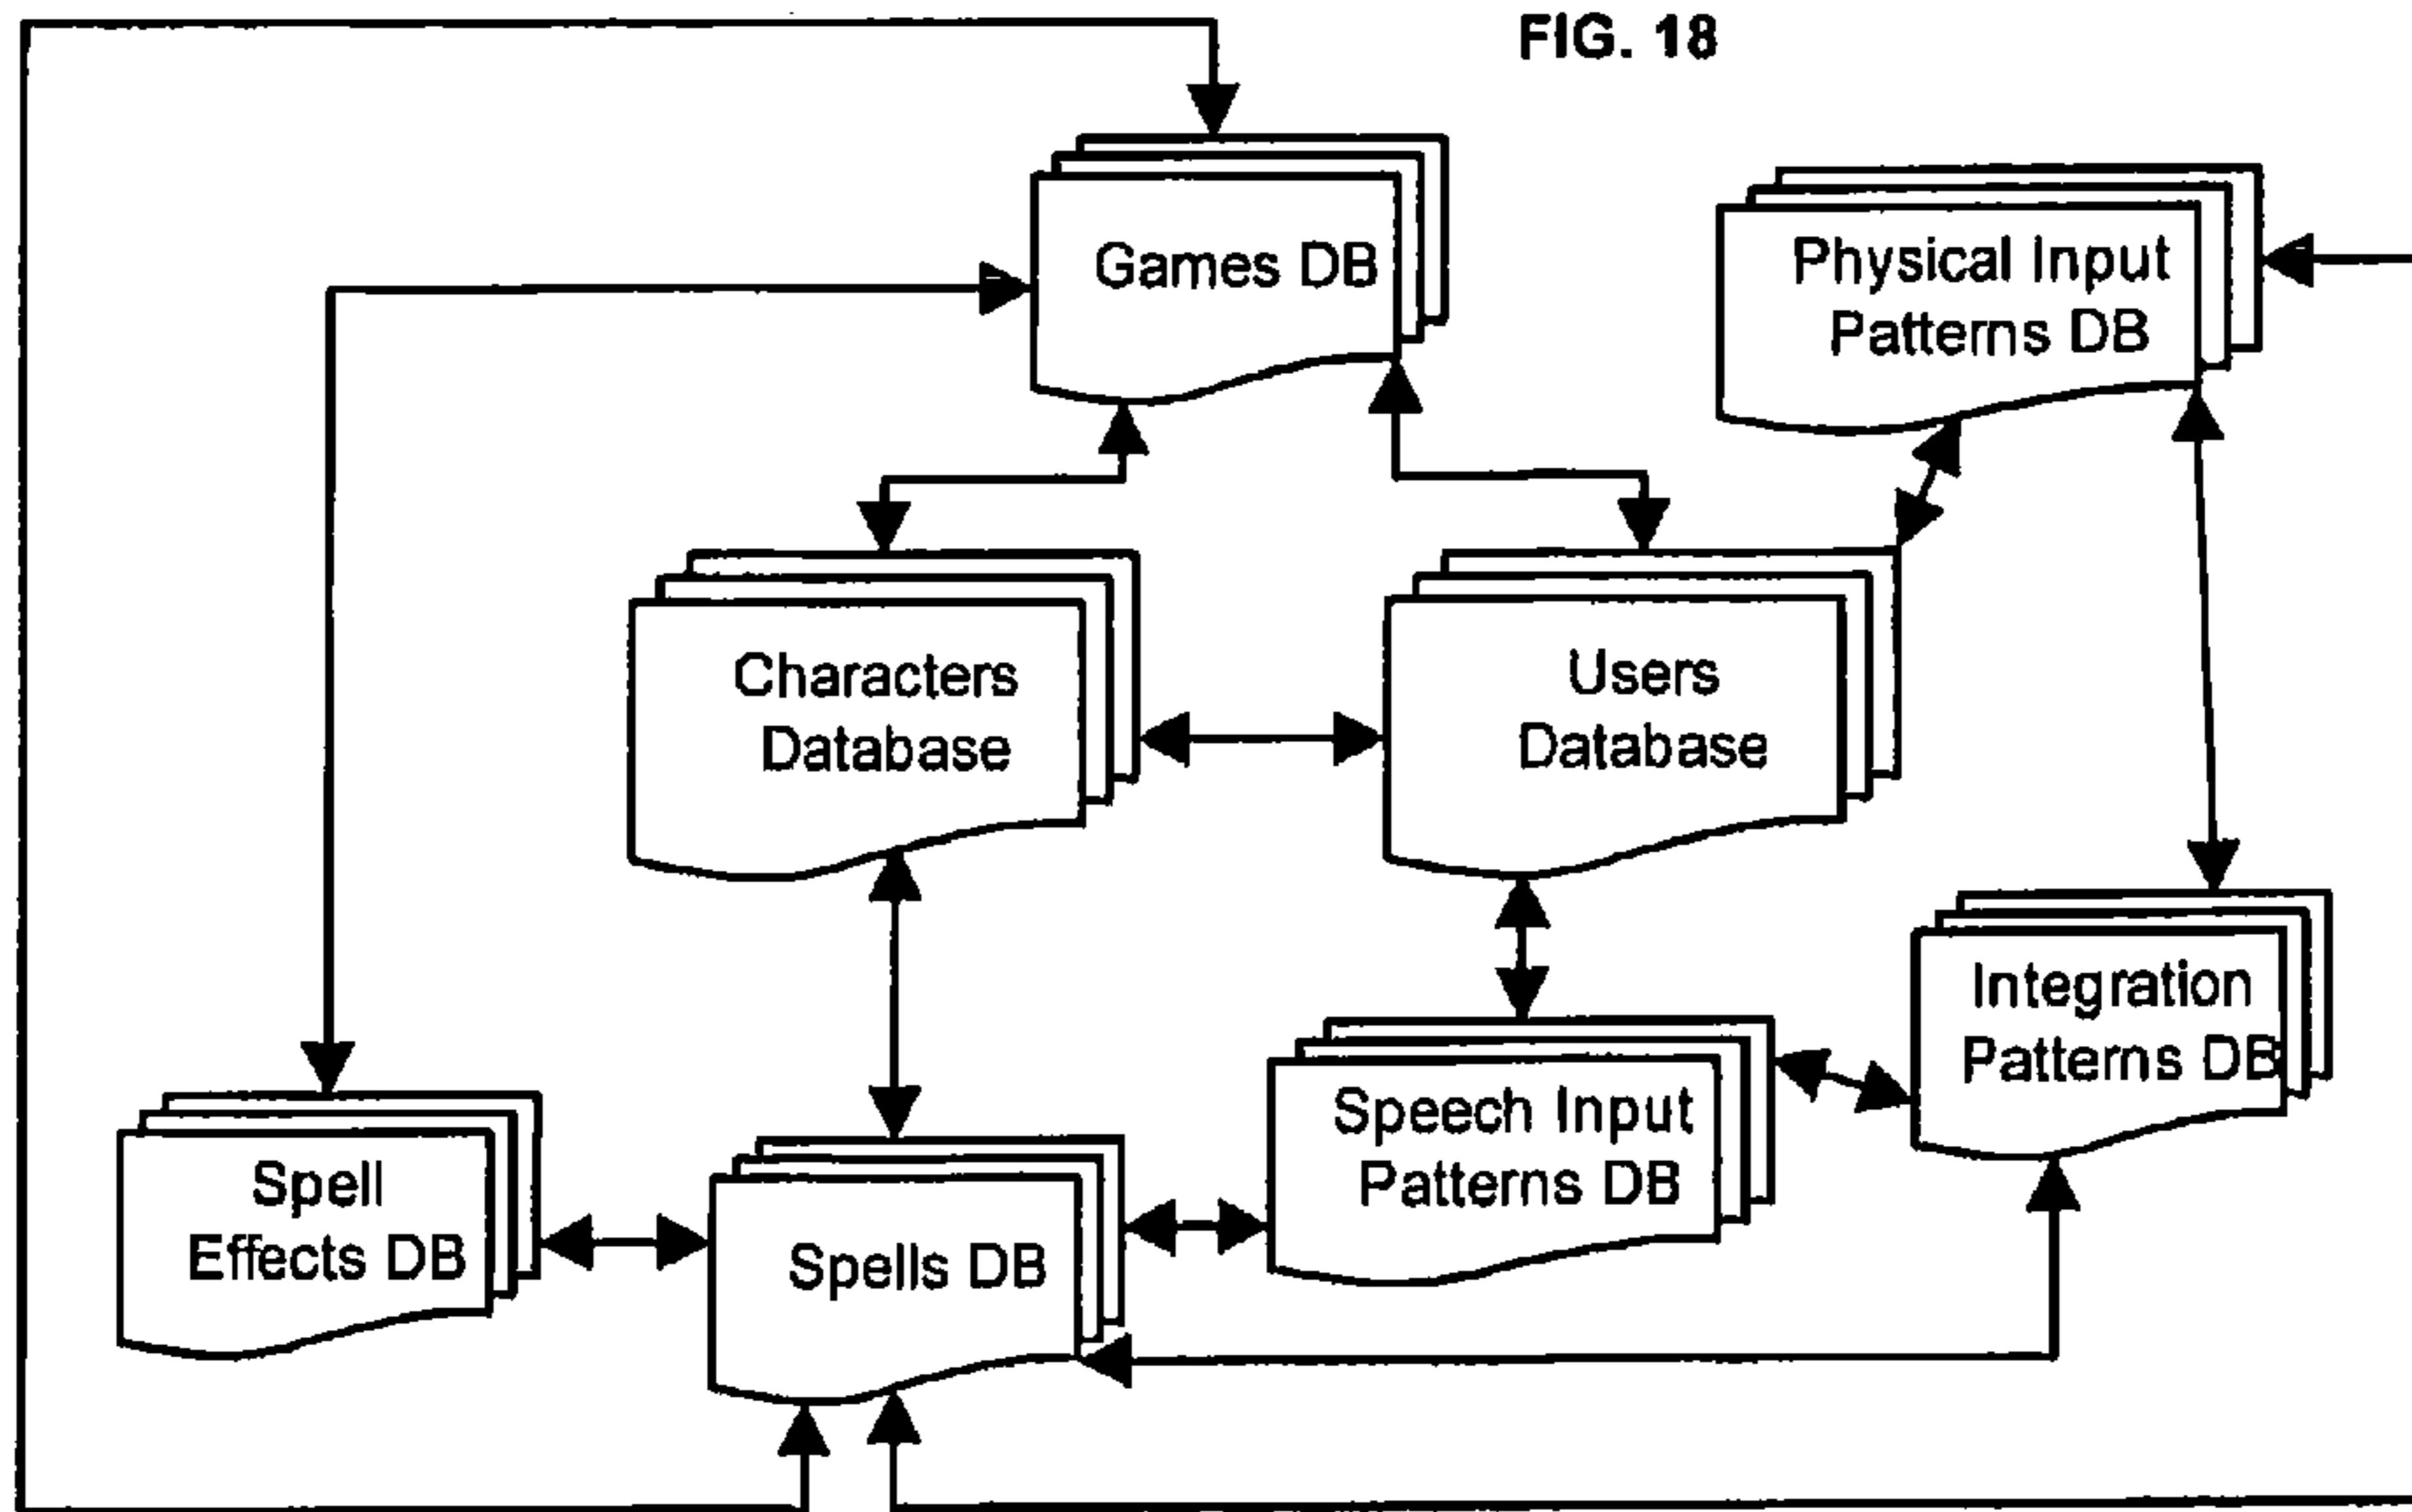 FIG. 18
Games DB
Physical Input
Patterns DB
Characters
Database
Users
Database
Integration
Patterns DB
Speech Input
Patterns DB
Spell
Effects DB
Spells DB